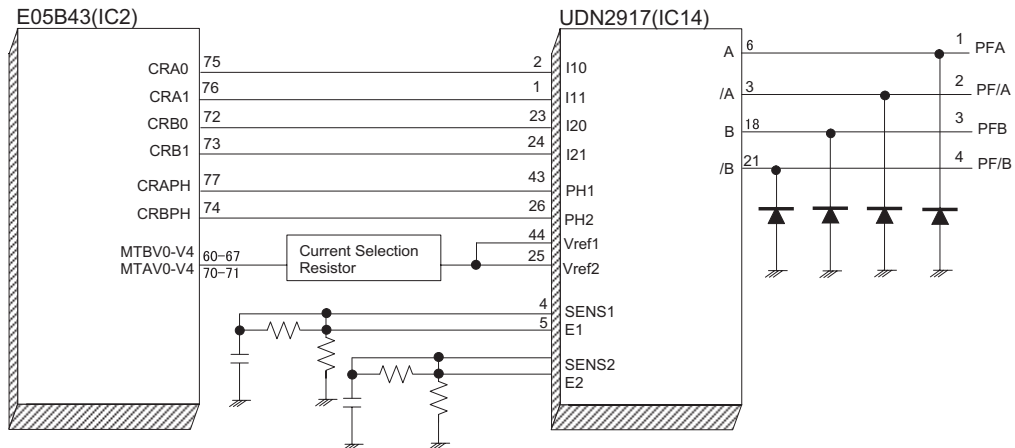 E05B43(IC2)
UDN2917(IC14)
CRA0 75 2 I10
CRA1 76 1 I11
CRB0 72 23 I20
CRB1 73 24 I21
CRAPH 77 43 PH1
CRBPH 74 26 PH2
MTBV0-V4 60-67
MTAV0-V4 70-71
Current Selection
Resistor
44 Vref1
25 Vref2
4 SENS1
5 E1
SENS2
E2
A 6 1 PFA
/A 3 2 PF/A
B 18 3 PFB
/B 21 4 PF/B